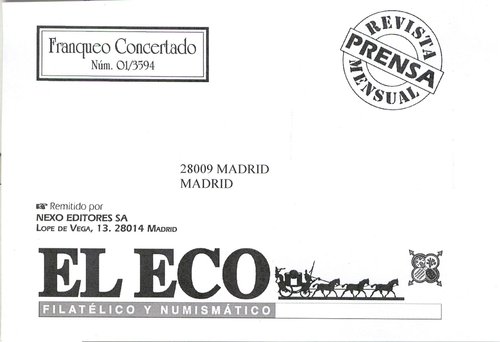 Franqueo Concertado
Núm. 01/3594
REVISTA
PRENSA
MENSUAL
28009 MADRID
MADRID
Remitido por
NEXO EDITORES SA
LOPE DE VEGA, 13. 28014 MADRID
EL ECO
FILATÉLICO Y NUMISMÁTICO